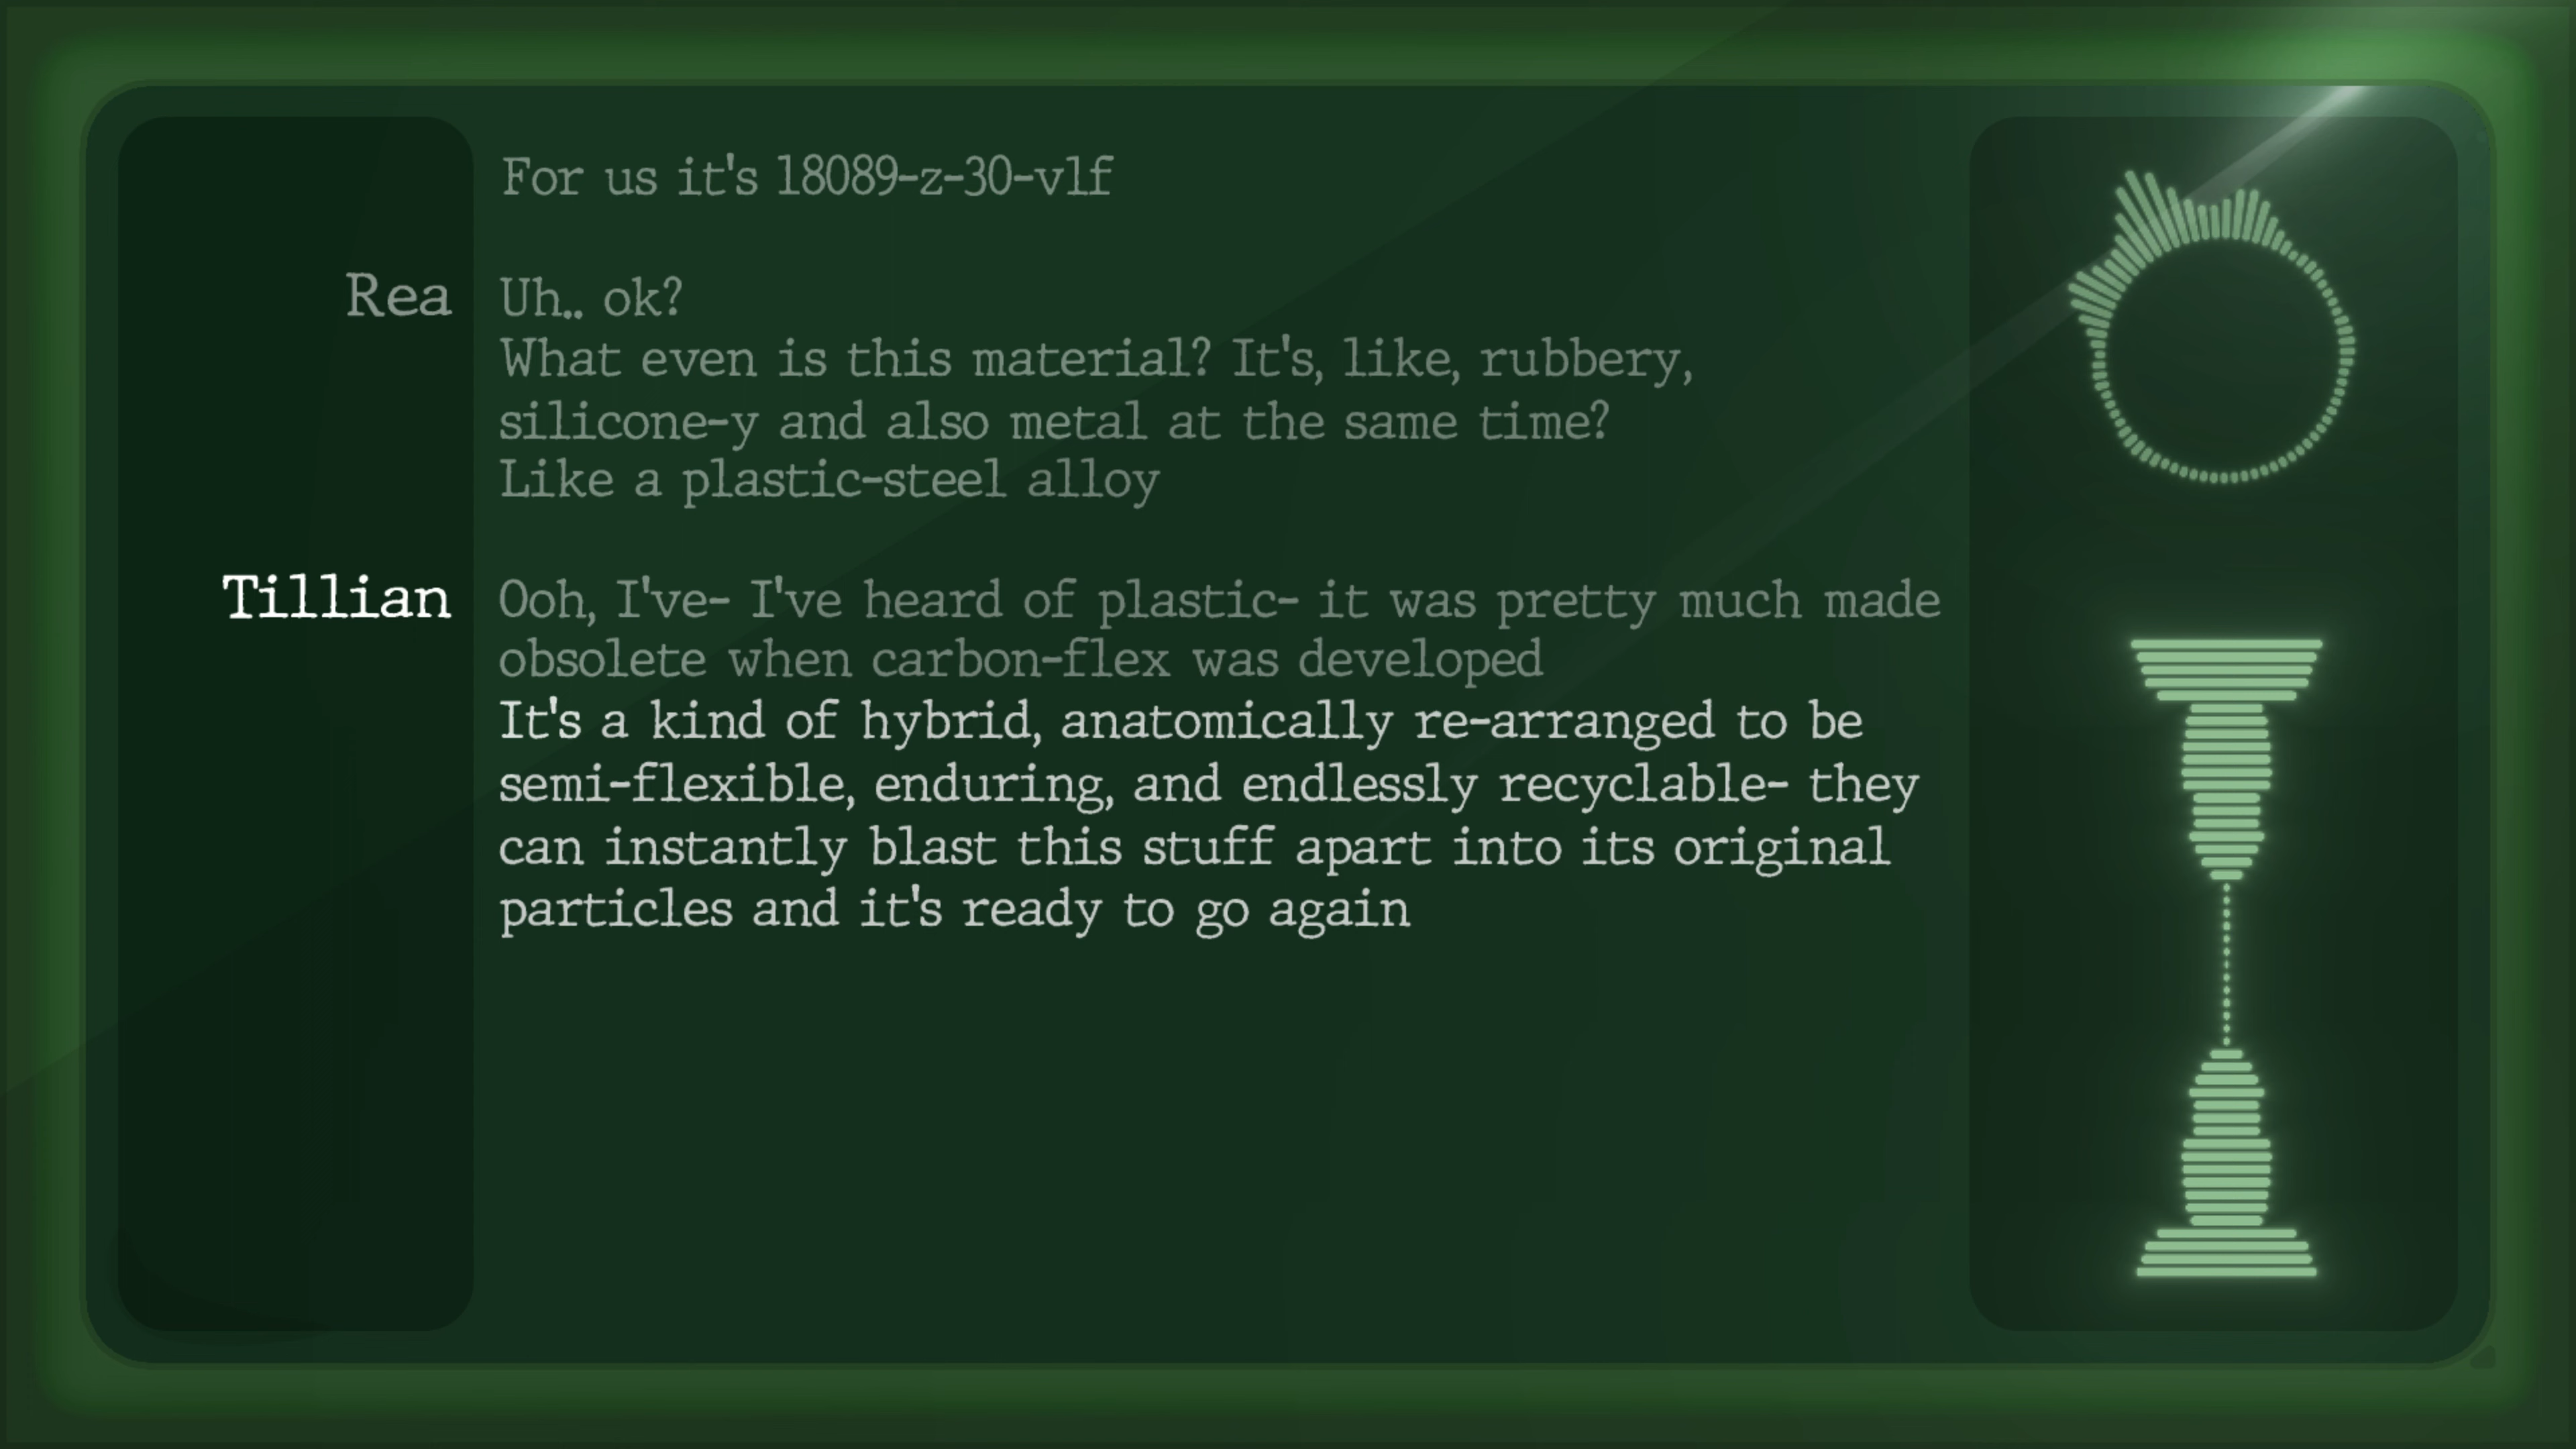 For us it's 18089-z-30-vlf
Rea
Uh.. ok?
What even is this material? It's, like, rubbery,
silicone-y and also metal at the same time?
Like a plastic-steel alloy
Tillian
Ooh, I've- I've heard of plastic- it was pretty much made
obsolete when carbon-flex was developed
It's a kind of hybrid, anatomically re-arranged to be
semi-flexible, enduring, and endlessly recyclable- they
can instantly blast this stuff apart into its original
particles and it's ready to go again